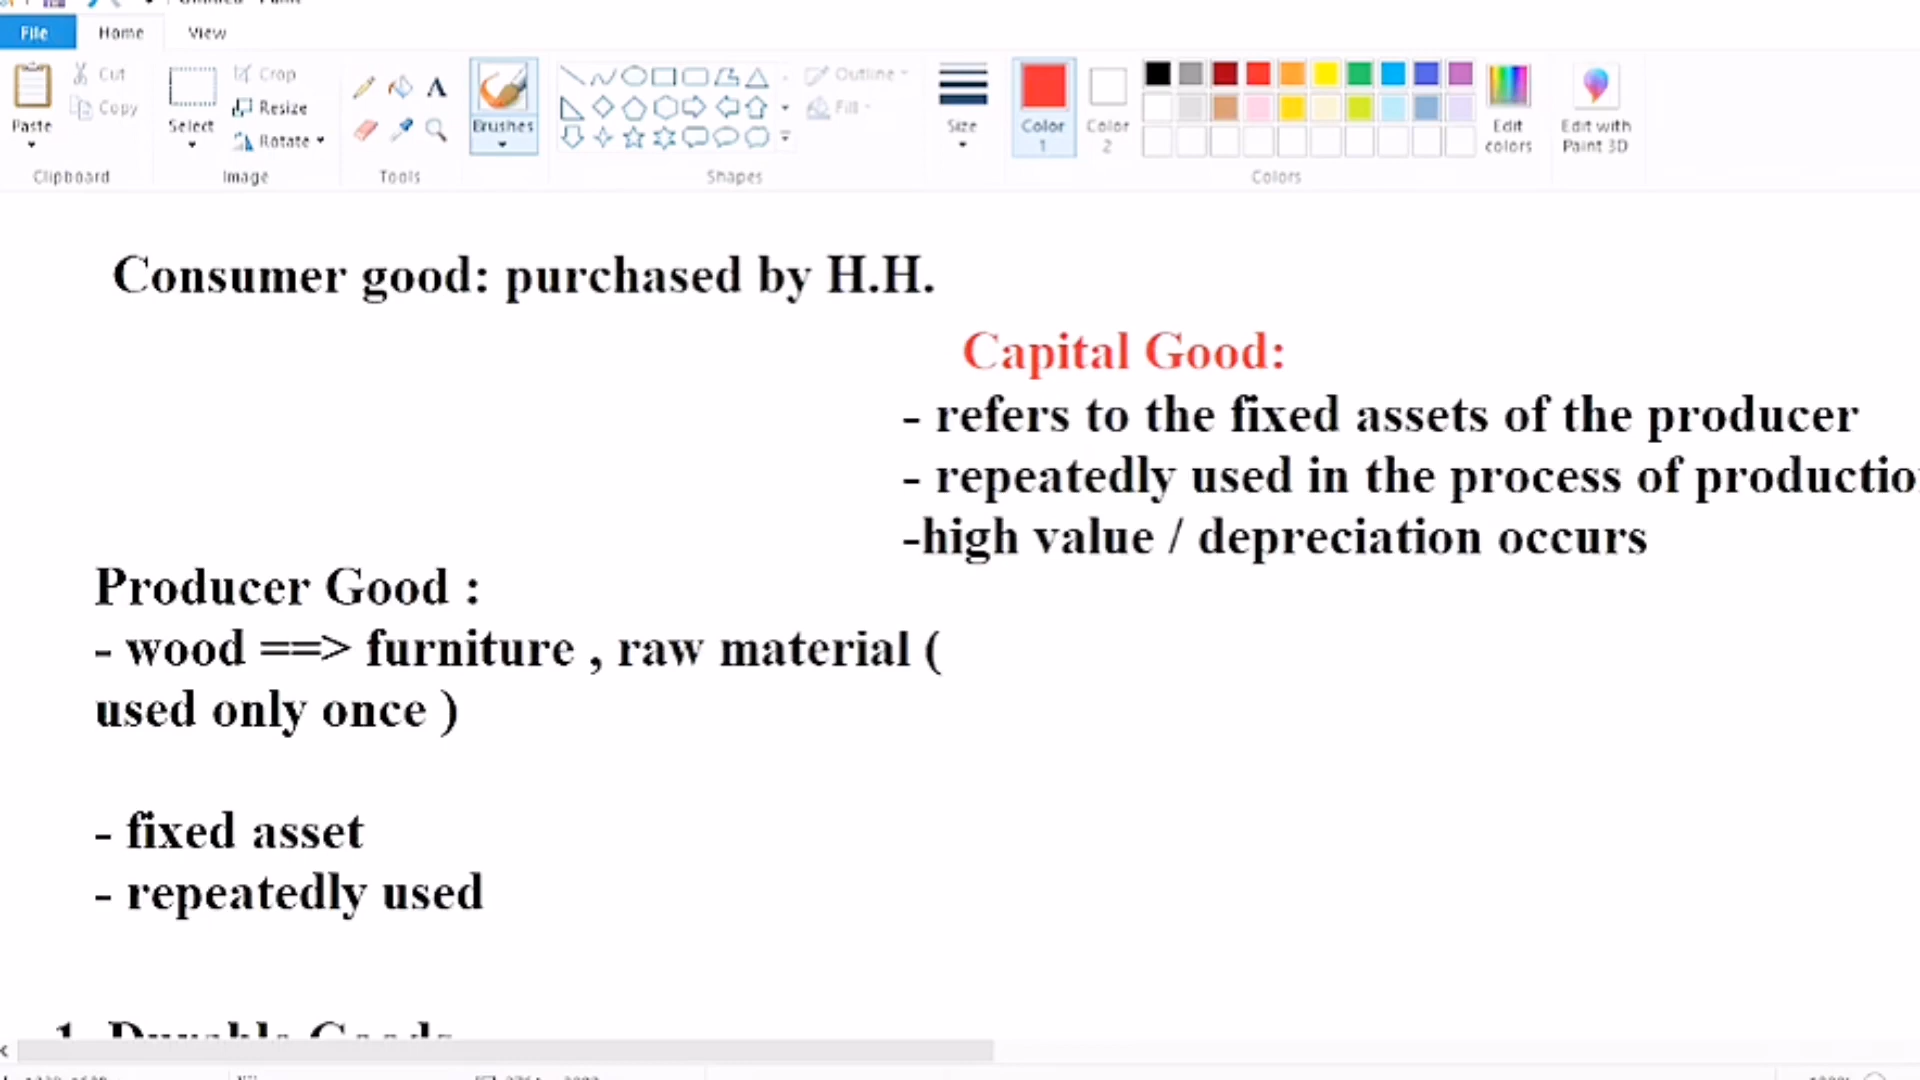 File Home View
Paste Cut Copy Select Crop Resize Rotate Brushes Outline Fill Size Color 1 Color 2 Edit colors Edit with Paint 3D
Clipboard Image Tools Shapes Colors
Consumer good: purchased by H.H.
Capital Good:
- refers to the fixed assets of the producer
- repeatedly used in the process of productio
-high value / depreciation occurs
Producer Good :
- wood ==> furniture , raw material (
used only once )
- fixed asset
- repeatedly used
1. Durable Goods